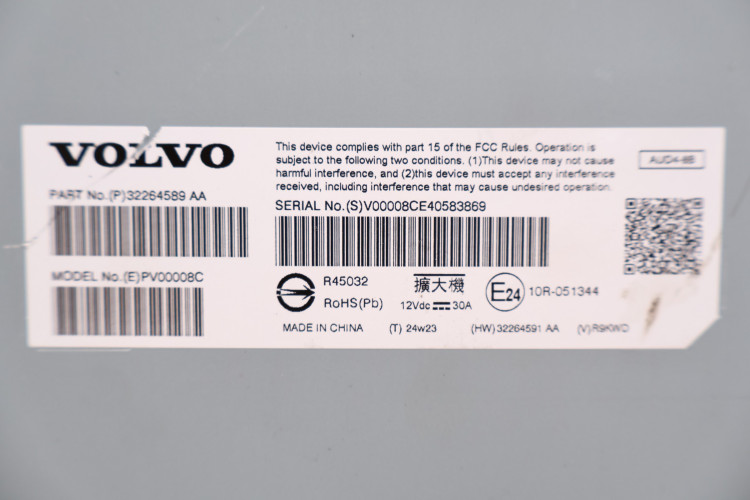 VOLVO
This device complies with part 15 of the FCC Rules. Operation is
subject to the following two conditions. (1)This device may not cause
harmful interference, and (2)this device must accept any interference
received, including interference that may cause undesired operation.
AUD4-8B
PART No.(P)32264589 AA
SERIAL No.(S)V00008CE40583869
MODEL No.(E)PV00008C
R45032
RoHS(Pb)
擴大機
12Vdc 30A
E24
10R-051344
MADE IN CHINA
(T) 24w23
(HW)32264591 AA
(V)R9KWD